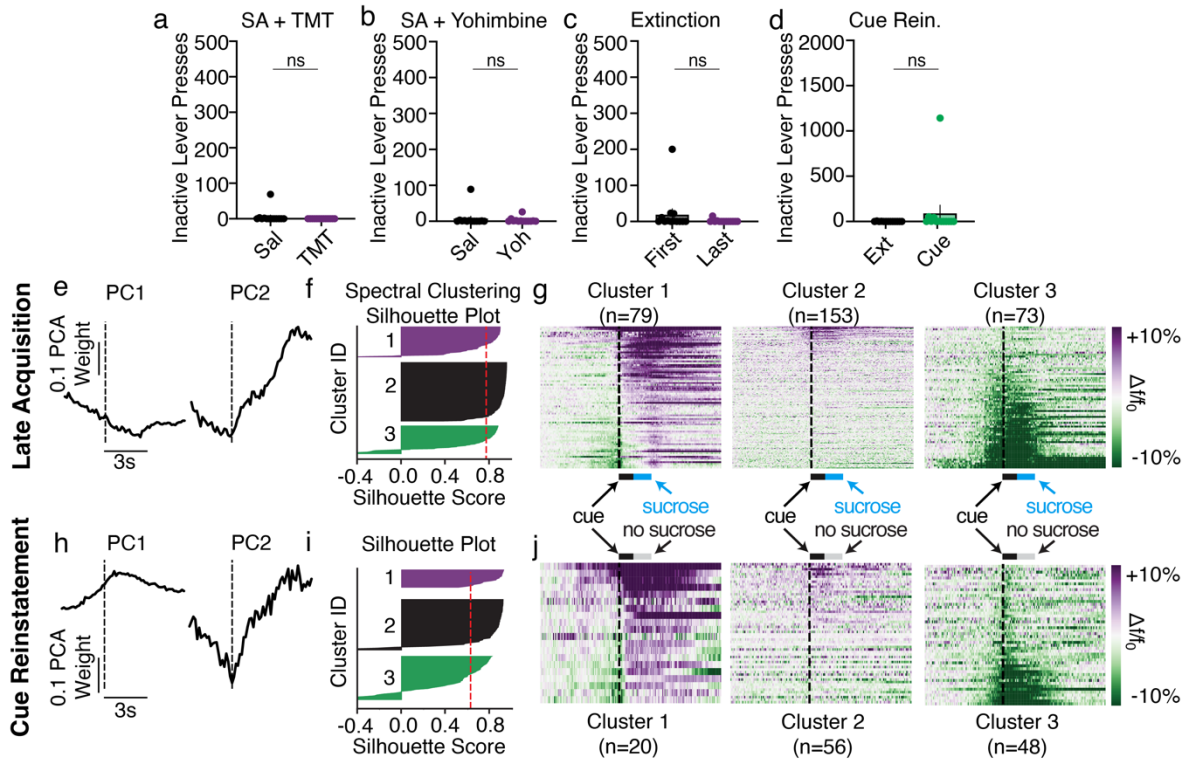 a SA + TMT
500
400
300
200
100
0
Inactive Lever Presses
ns
Sal TMT
b SA + Yohimbine
500
400
300
200
100
0
Inactive Lever Presses
ns
Sal Yoh
c Extinction
500
400
300
200
100
0
Inactive Lever Presses
ns
First Last
d Cue Rein.
2000
1500
1000
500
0
Inactive Lever Presses
ns
Ext Cue
Late Acquisition
e PC1 PC2
0.1 PCA
Weight
3s
f Spectral Clustering
Silhouette Plot
Cluster ID
1
2
3
-0.4 0.0 0.4 0.8
Silhouette Score
g Cluster 1 Cluster 2 Cluster 3
(n=79) (n=153) (n=73)
+10%
Δf/f0
-10%
sucrose sucrose sucrose
cue cue cue
no sucrose no sucrose no sucrose
Cue Reinstatement
h PC1 PC2
0.1 PCA
Weight
3s
i Silhouette Plot
Cluster ID
1
2
3
-0.4 0.0 0.4 0.8
Silhouette Score
j
+10%
Δf/f0
-10%
Cluster 1 Cluster 2 Cluster 3
(n=20) (n=56) (n=48)